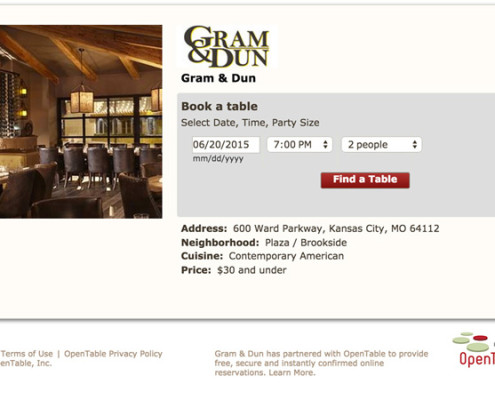 GRAM
&DUN
Gram & Dun
Book a table
Select Date, Time, Party Size
06/20/2015 7:00 PM 2 people
mm/dd/yyyy
Find a Table
Address: 600 Ward Parkway, Kansas City, MO 64112
Neighborhood: Plaza / Brookside
Cuisine: Contemporary American
Price: $30 and under
Terms of Use | OpenTable Privacy Policy
enTable, Inc.
Gram & Dun has partnered with OpenTable to provide
free, secure and instantly confirmed online
reservations. Learn More.
OpenT